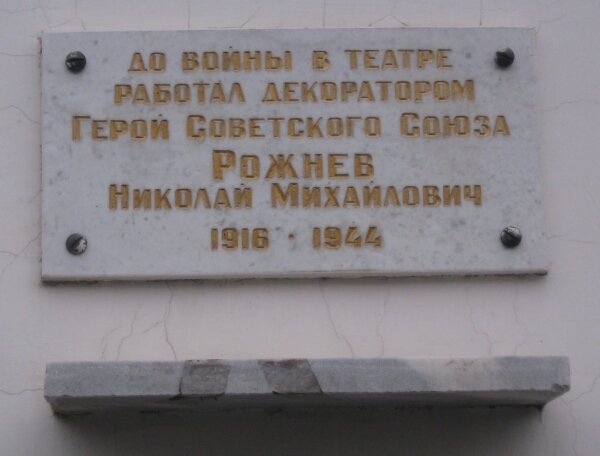 До войны в театре
работал декоратором
Герой Советского Союза
Рожнев
Николай Михайлович
1916 · 1944